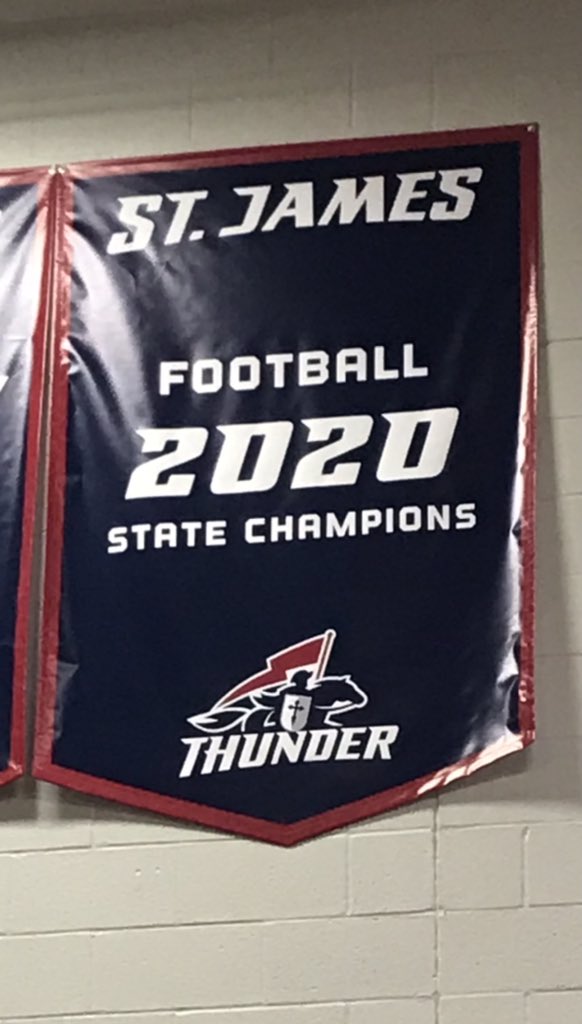 ST. JAMES
FOOTBALL
2020
STATE CHAMPIONS
THUNDER